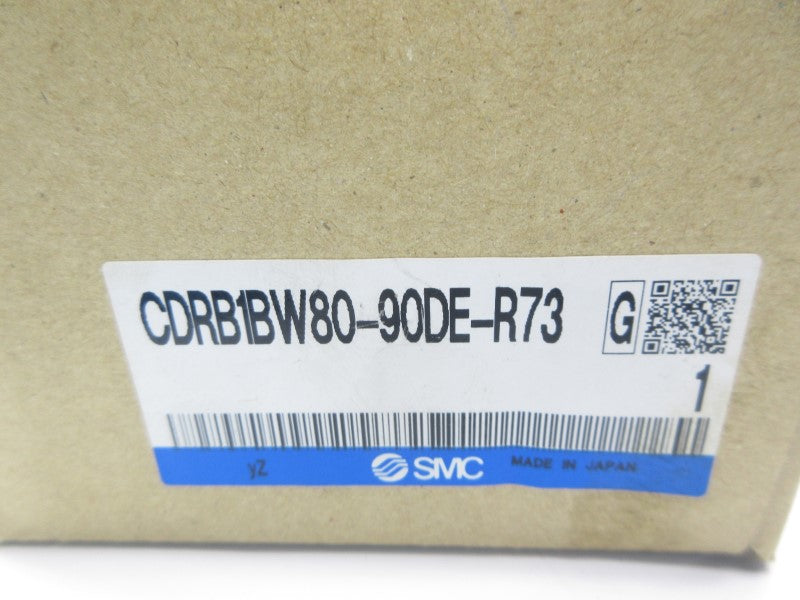 CDRB1BW80-90DE-R73 G
1
yZ SMC MADE IN JAPAN